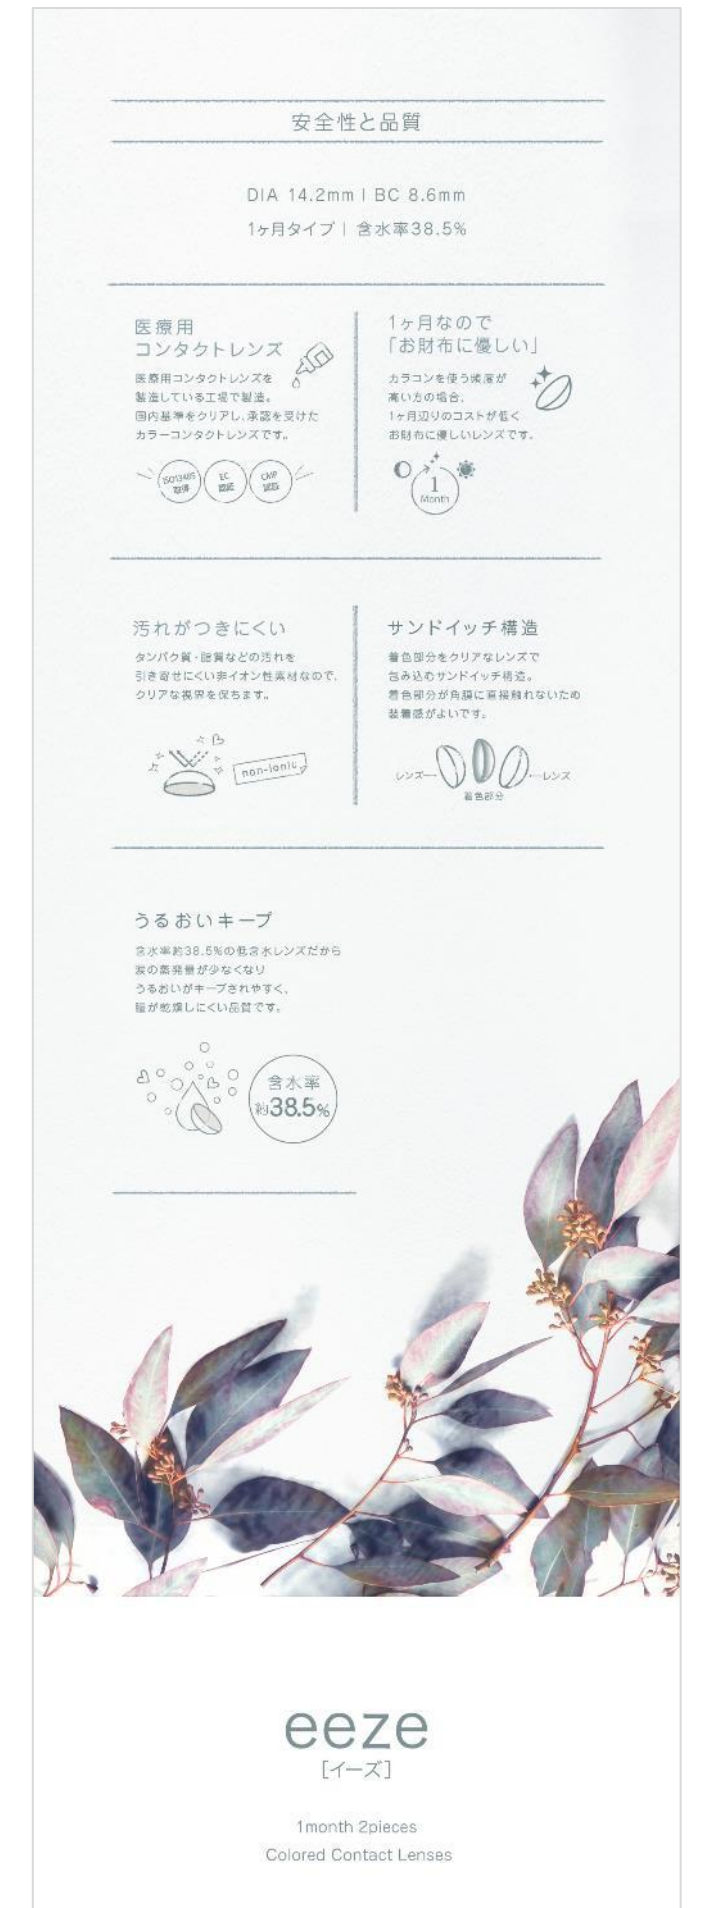 安全性と品質
DIA 14.2mm | BC 8.6mm
1ヶ月タイプ | 含水率38.5%
医療用
コンタクトレンズ
医療用コンタクトレンズを
製造している工場で製造。
国内基準をクリアし、承認を受けた
カラーコンタクトレンズです。
ISO13485
取得
EC
認証
CMP
認証
1ヶ月なので
「お財布に優しい」
カラコンを使う頻度が
高い方の場合、
1ヶ月辺りのコストが低く
お財布に優しいレンズです。
1
Month
汚れがつきにくい
タンパク質・脂質などの汚れを
引き寄せにくい非イオン性素材なので、
クリアな視界を保ちます。
non-ionic
サンドイッチ構造
着色部分をクリアなレンズで
包み込むサンドイッチ構造。
着色部分が角膜に直接触れないため
装着感がよいです。
レンズ
レンズ
着色部分
うるおいキープ
含水率約38.5%の低含水レンズだから
涙の蒸発量が少なくなり
うるおいがキープされやすく、
瞳が乾燥しにくい品質です。
含水率
約38.5%
eeze
[イーズ]
1month 2pieces
Colored Contact Lenses